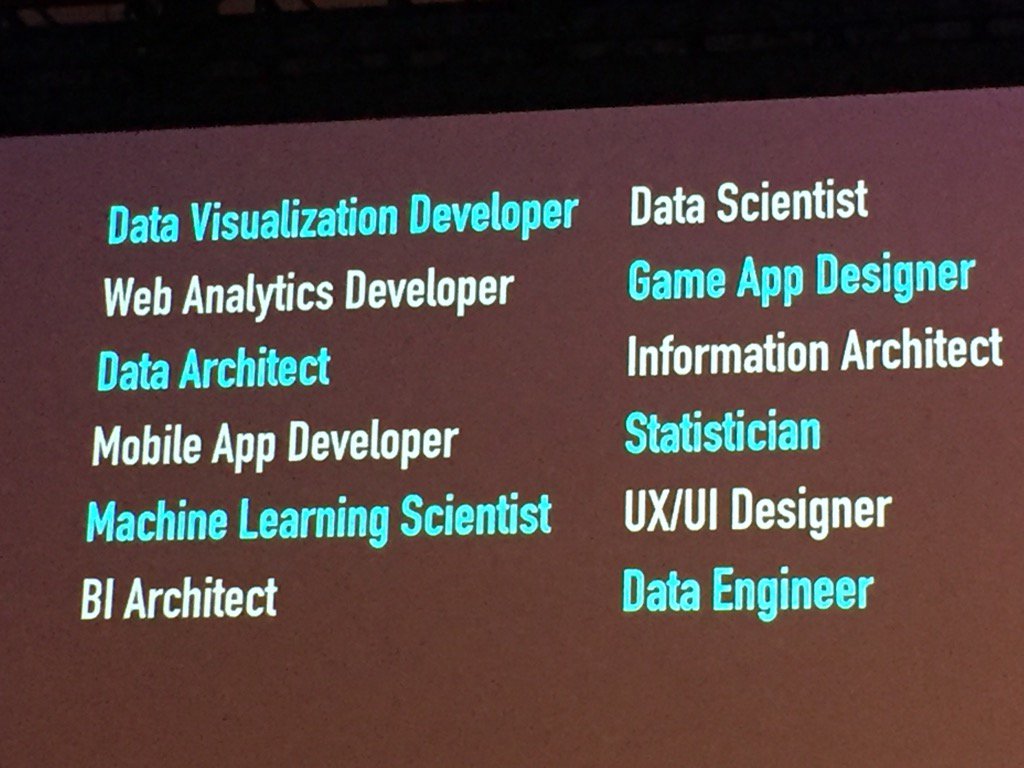 Data Visualization Developer
Web Analytics Developer
Data Architect
Mobile App Developer
Machine Learning Scientist
BI Architect
Data Scientist
Game App Designer
Information Architect
Statistician
UX/UI Designer
Data Engineer